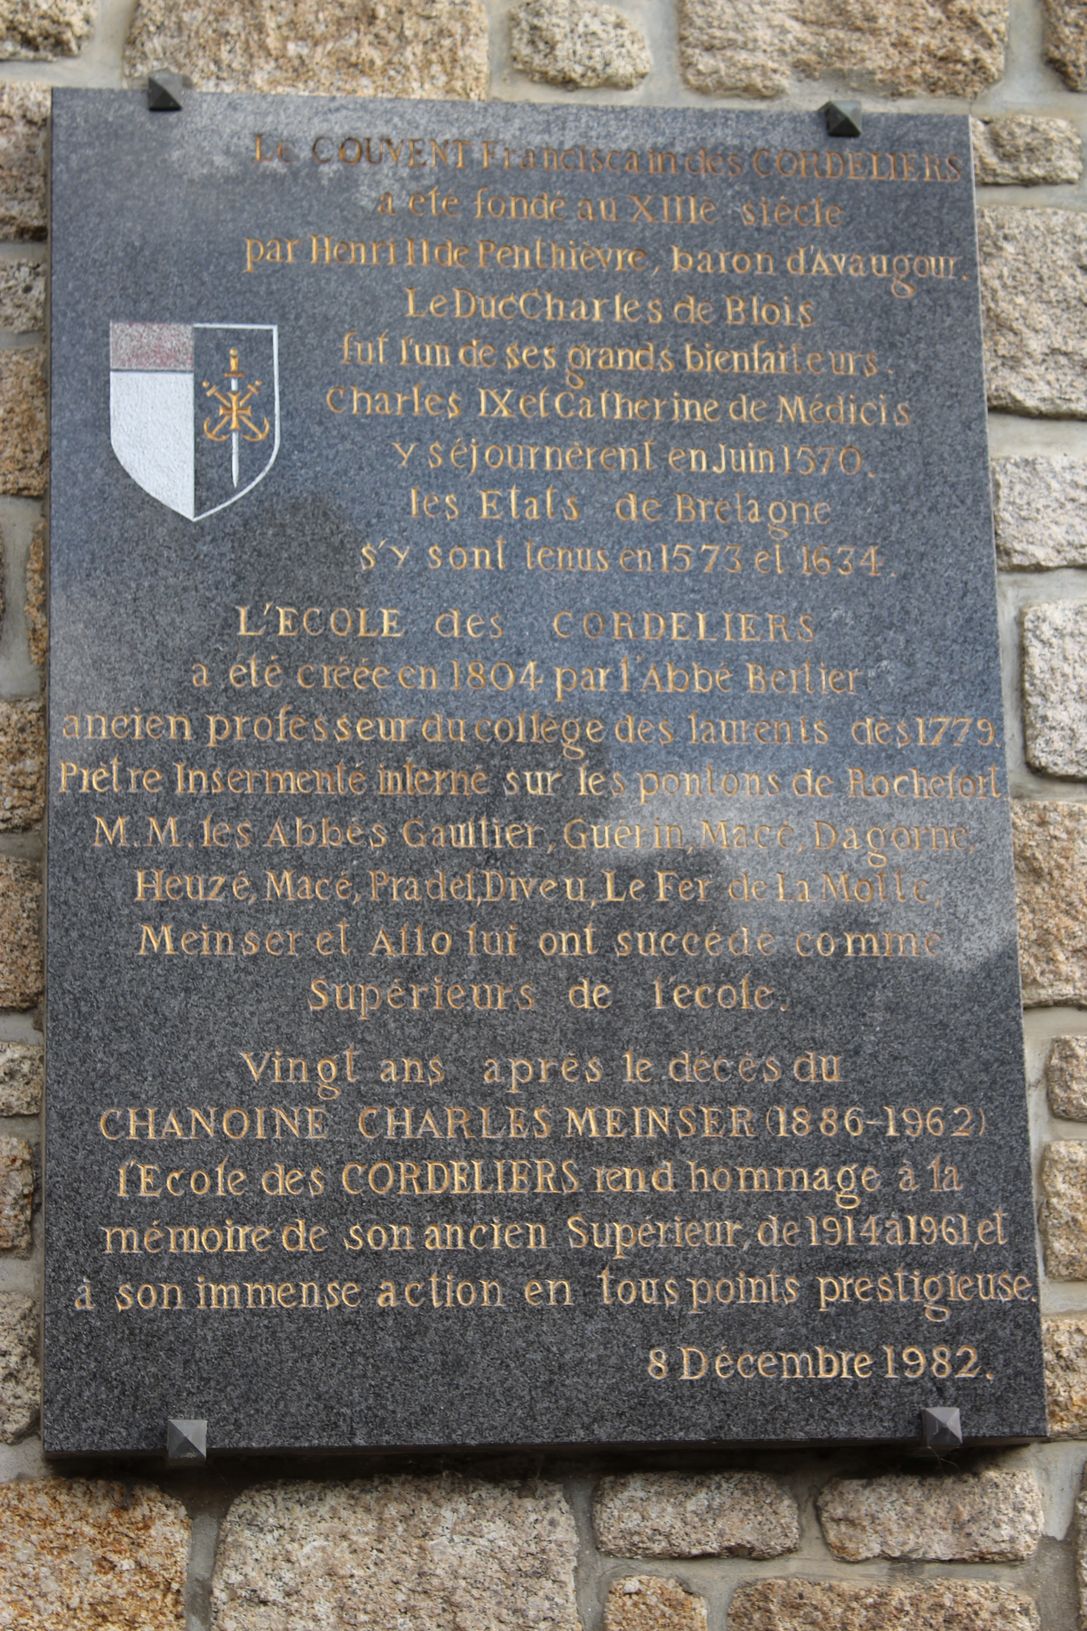 Le COUVENT Franciscain des CORDELIERS
a été fondé au XIIIè siècle
par Henri II de Penthièvre, baron d'Avaugour.
Le Duc Charles de Blois
fut l'un de ses grands bienfaiteurs.
Charles IX et Catherine de Médicis
y séjournèrent en Juin 1570.
les Etats de Bretagne
s'y sont tenus en 1573 et 1634.
L'ECOLE des CORDELIERS
a été créée en 1804 par l'Abbé Bertier
ancien professeur du collège des laurents dès 1779.
Prètre Insermenté interné sur les pontons de Rochefort
M.M. les Abbés Gaultier, Guérin, Macé, Dagorne,
Heuzé, Macé, Pradel, Diveu, Le Fer de La Motte,
Meinser et Allo lui ont succédé comme
Supérieurs de l'école.
Vingt ans après le décès du
CHANOINE CHARLES MEINSER (1886-1962)
l'Ecole des CORDELIERS rend hommage à la
mémoire de son ancien Supérieur, de 1914 à 1961, et
à son immense action en tous points prestigieuse.
8 Décembre 1982.